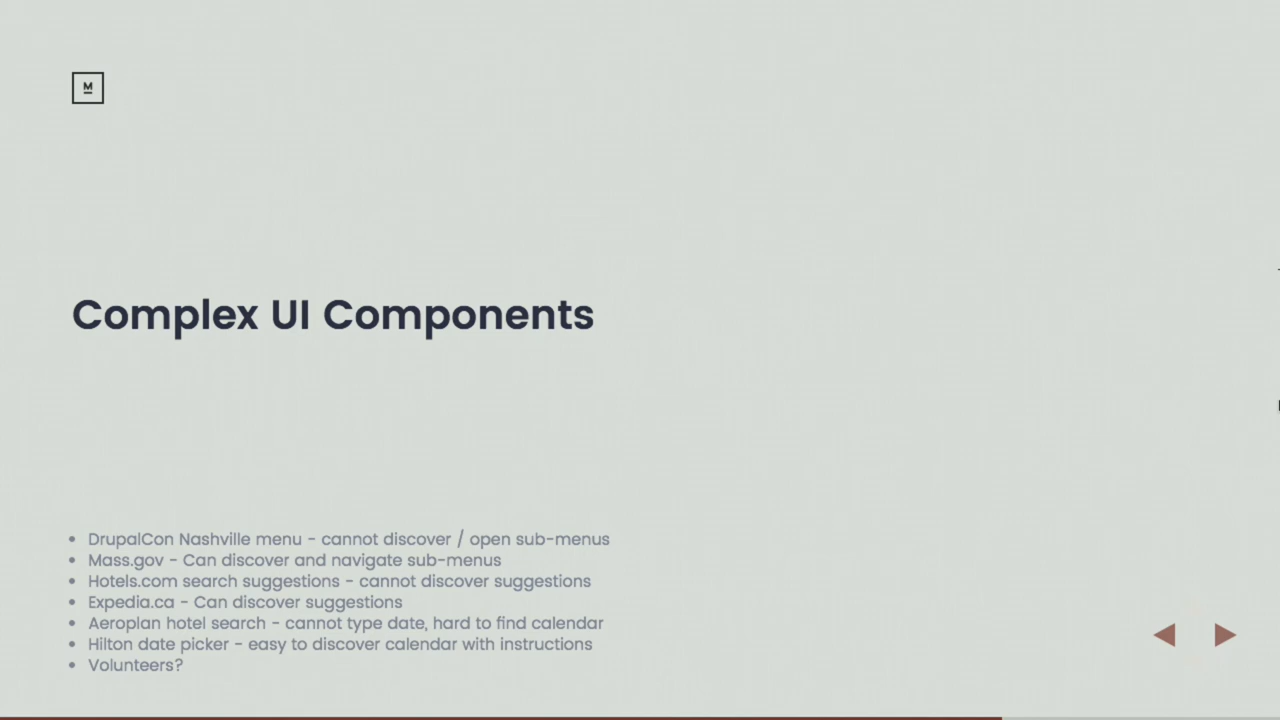 M
Complex UI Components
• DrupalCon Nashville menu - cannot discover / open sub-menus
• Mass.gov - Can discover and navigate sub-menus
• Hotels.com search suggestions - cannot discover suggestions
• Expedia.ca - Can discover suggestions
• Aeroplan hotel search - cannot type date, hard to find calendar
• Hilton date picker - easy to discover calendar with instructions
• Volunteers?